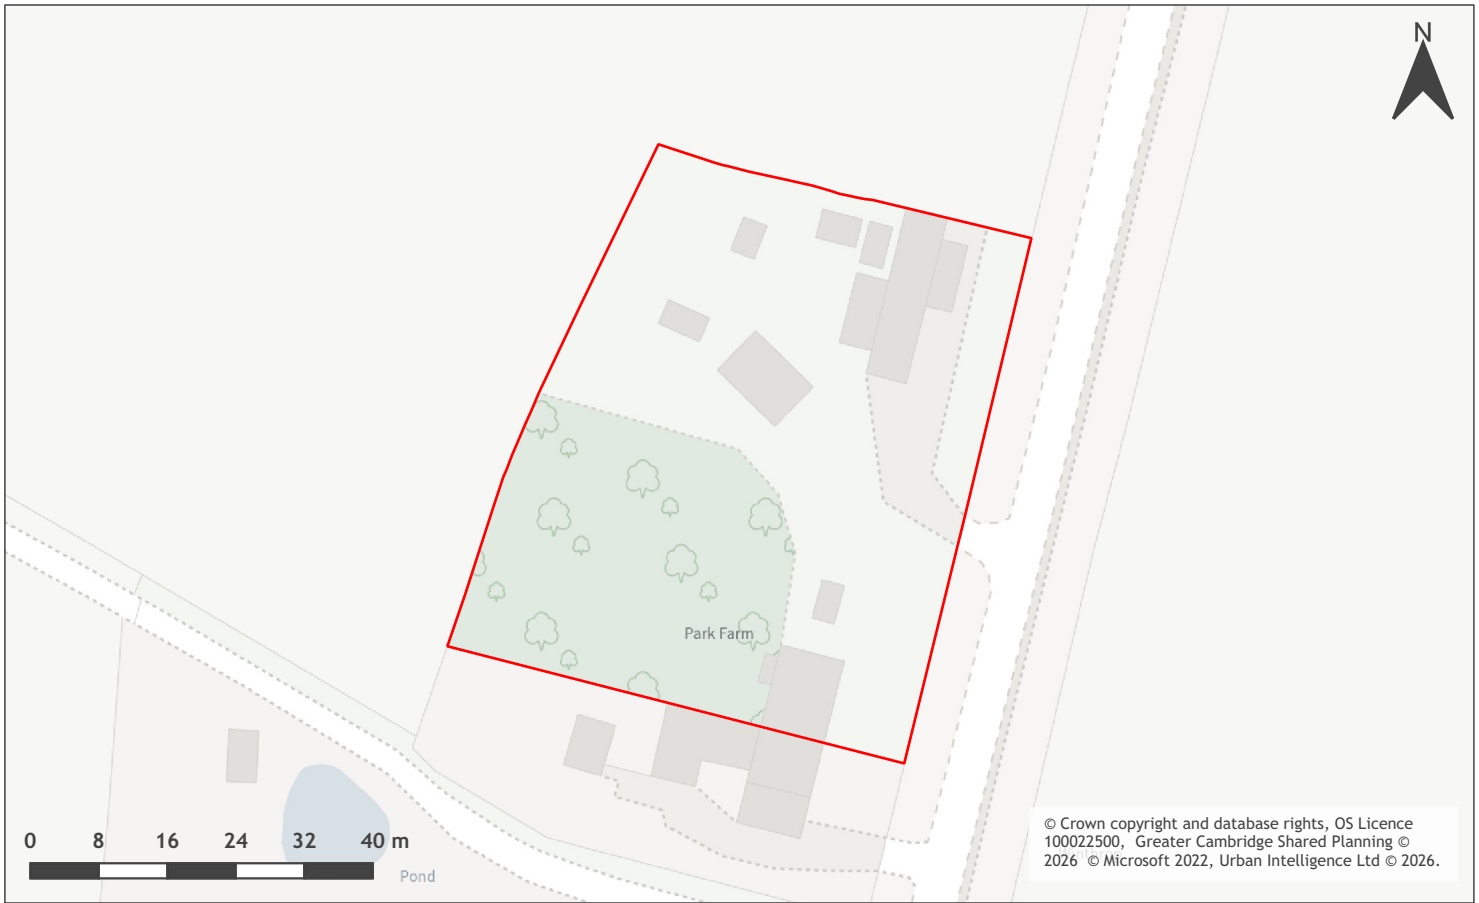 N
Park Farm
0 8 16 24 32 40 m
Pond
© Crown copyright and database rights, OS Licence
100022500, Greater Cambridge Shared Planning ©
2026 © Microsoft 2022, Urban Intelligence Ltd © 2026.